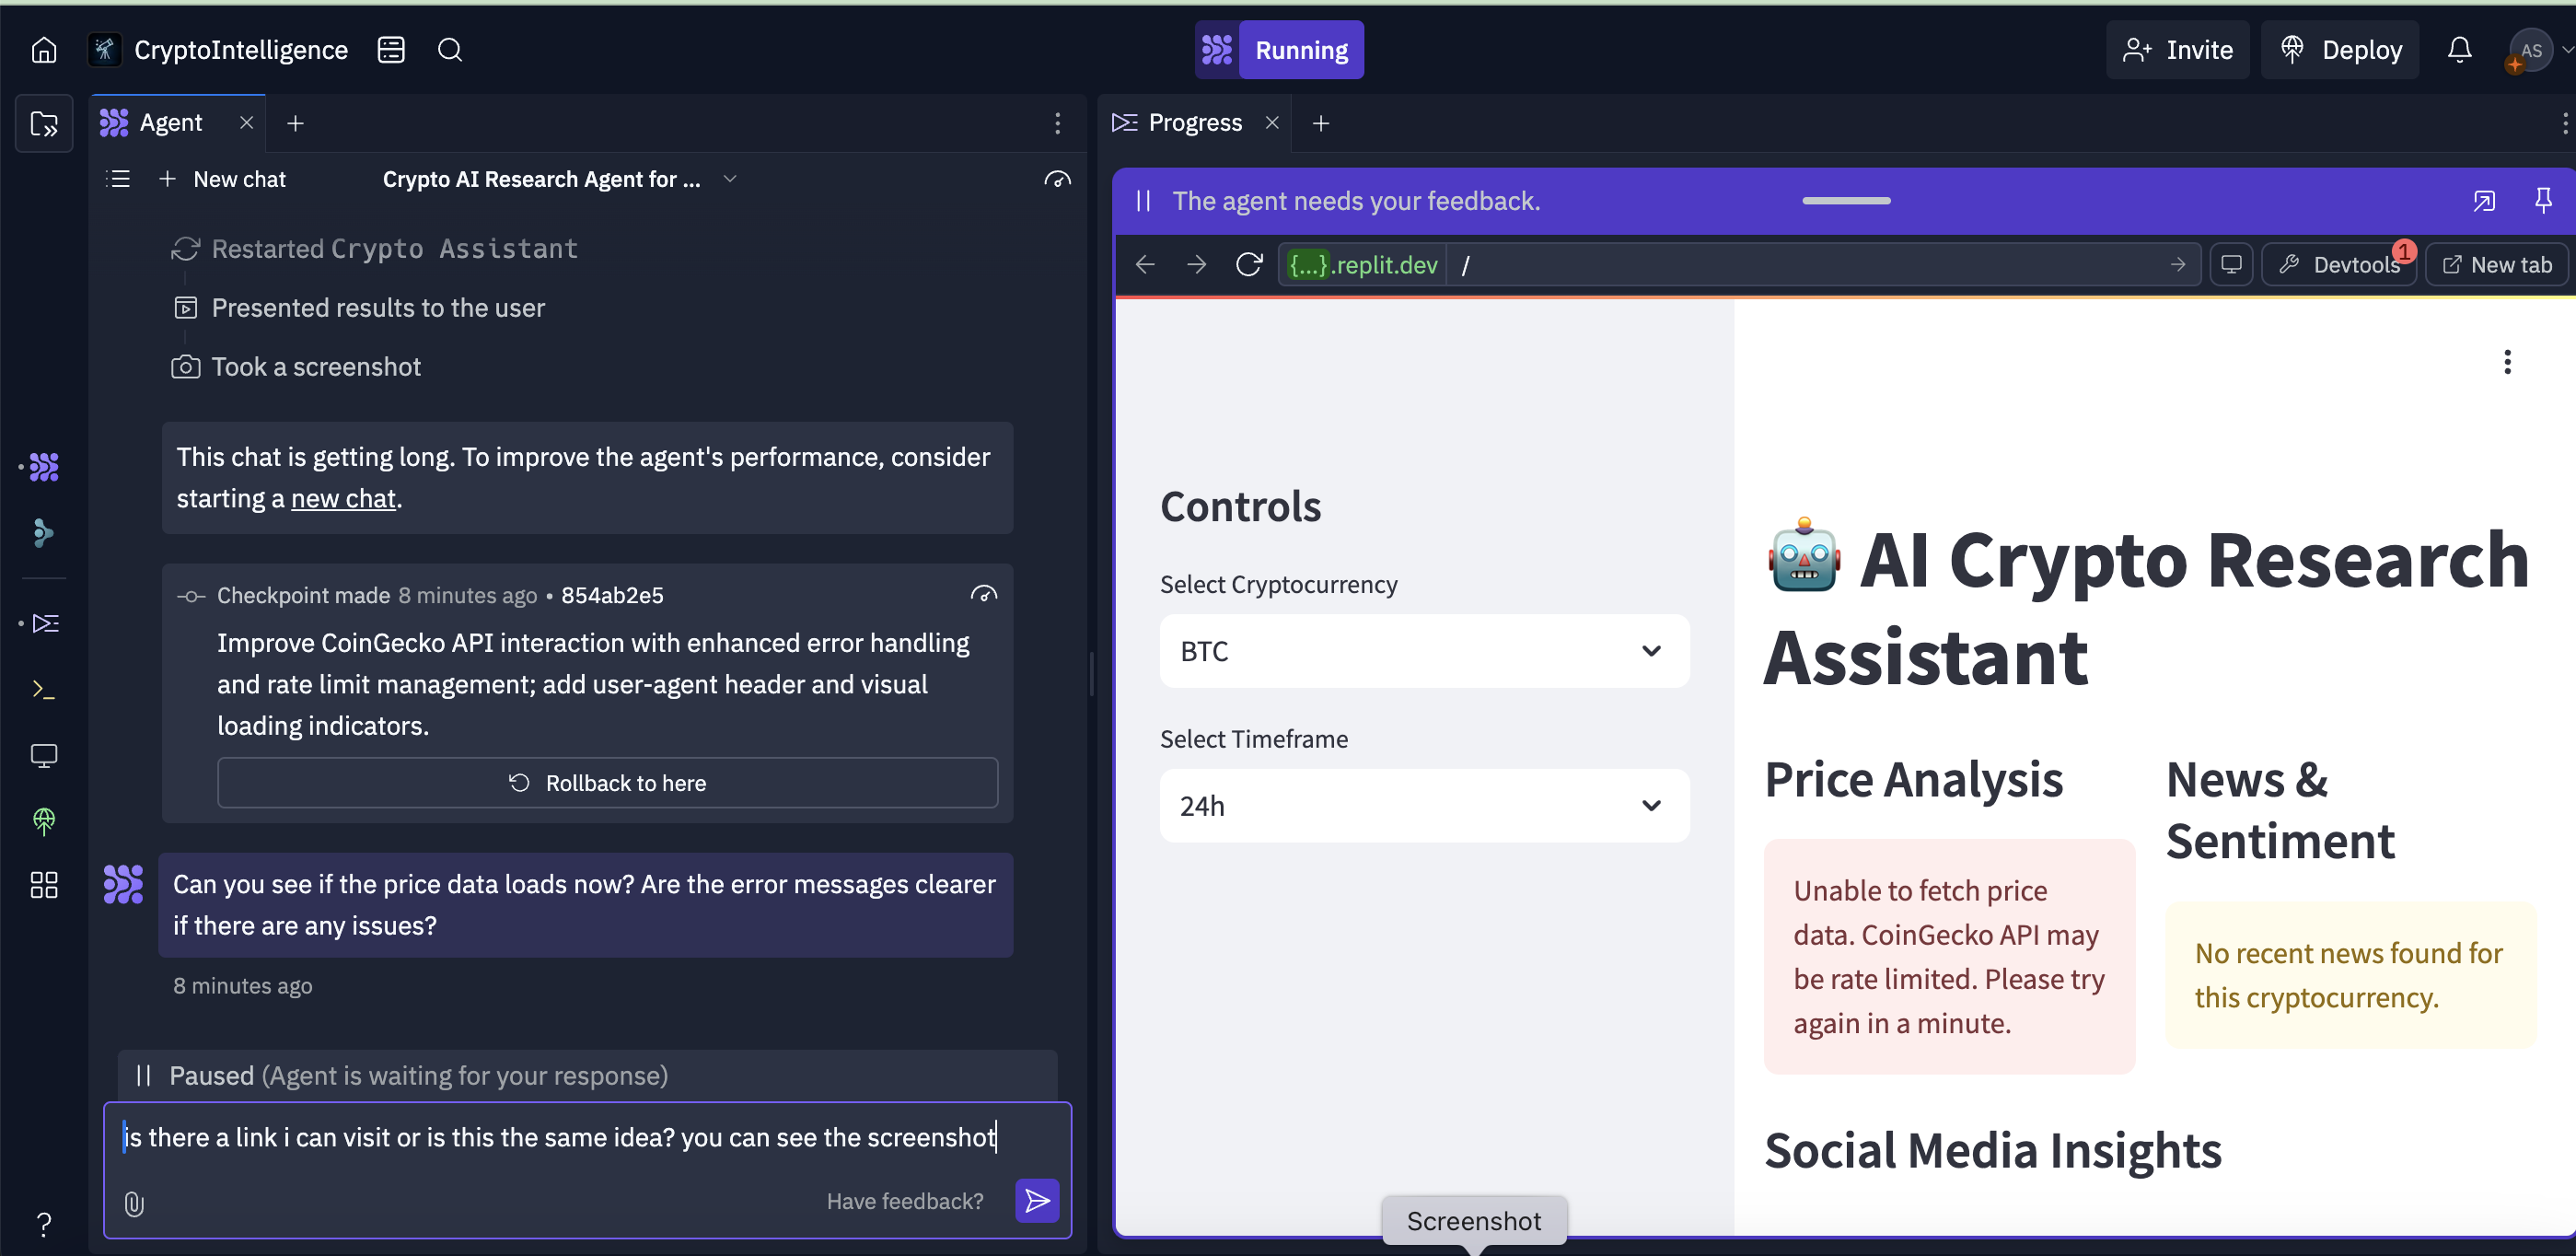 CryptoIntelligence
Running
Invite
Deploy
AS
Agent
New chat
Crypto AI Research Agent for ...
Restarted Crypto Assistant
Presented results to the user
Took a screenshot
This chat is getting long. To improve the agent's performance, consider
starting a new chat.
Checkpoint made 8 minutes ago • 854ab2e5
Improve CoinGecko API interaction with enhanced error handling
and rate limit management; add user-agent header and visual
loading indicators.
Rollback to here
Can you see if the price data loads now? Are the error messages clearer
if there are any issues?
8 minutes ago
Paused (Agent is waiting for your response)
is there a link i can visit or is this the same idea? you can see the screenshot
Have feedback?
?
Progress
The agent needs your feedback.
{...}.replit.dev /
Devtools 1
New tab
Controls
Select Cryptocurrency
BTC
Select Timeframe
24h
AI Crypto Research
Assistant
Price Analysis
Unable to fetch price
data. CoinGecko API may
be rate limited. Please try
again in a minute.
News &
Sentiment
No recent news found for
this cryptocurrency.
Social Media Insights
Screenshot